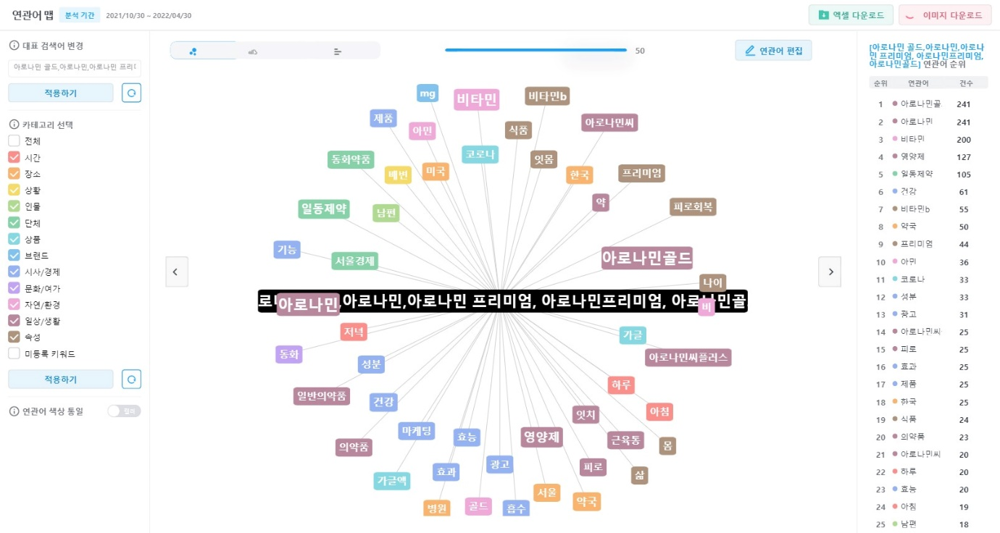 연관어 맵
분석 기간
2021/10/30 ~ 2022/04/30
엑셀 다운로드
이미지 다운로드
대표 검색어 변경
아로나민 골드,아로나민,아로나민 프리미
적용하기
카테고리 선택
전체
시간
장소
상황
인물
단체
상품
브랜드
시사/경제
문화/여가
자연/환경
일상/생활
속성
미등록 키워드
적용하기
연관어 색상 통일
컬러
50
연관어 편집
mg
비타민
비타민b
제품
아민
식품
아로나민씨
동화약품
코로나
잇몸
배변
미국
한국
프리미엄
약
일동제약
남편
피로회복
기능
서울경제
아로나민골드
나이
아로나민
,아로나민,아로나민 프리미엄, 아로나민프리미엄,
비
저녁
가글
동화
성분
아로나민씨플러스
하루
일반의약품
건강
잇치
아침
마케팅
효능
영양제
근육통
몸
의약품
효과
광고
피로
삶
가글액
서울
약국
병원
골드
흡수
[아로나민 골드,아로나민,아로나
민 프리미엄, 아로나민프리미엄,
아로나민골드] 연관어 순위
순위 연관어 건수
1 아로나민골 241
2 아로나민 241
3 비타민 200
4 영양제 127
5 일동제약 105
6 건강 61
7 비타민b 55
8 약국 50
9 프리미엄 44
10 아민 36
11 코로나 33
12 성분 33
13 광고 31
14 아로나민씨 25
15 피로 25
16 효과 25
17 제품 25
18 한국 25
19 식품 24
20 의약품 23
21 아로나민씨 20
22 하루 20
23 효능 20
24 아침 19
25 남편 18